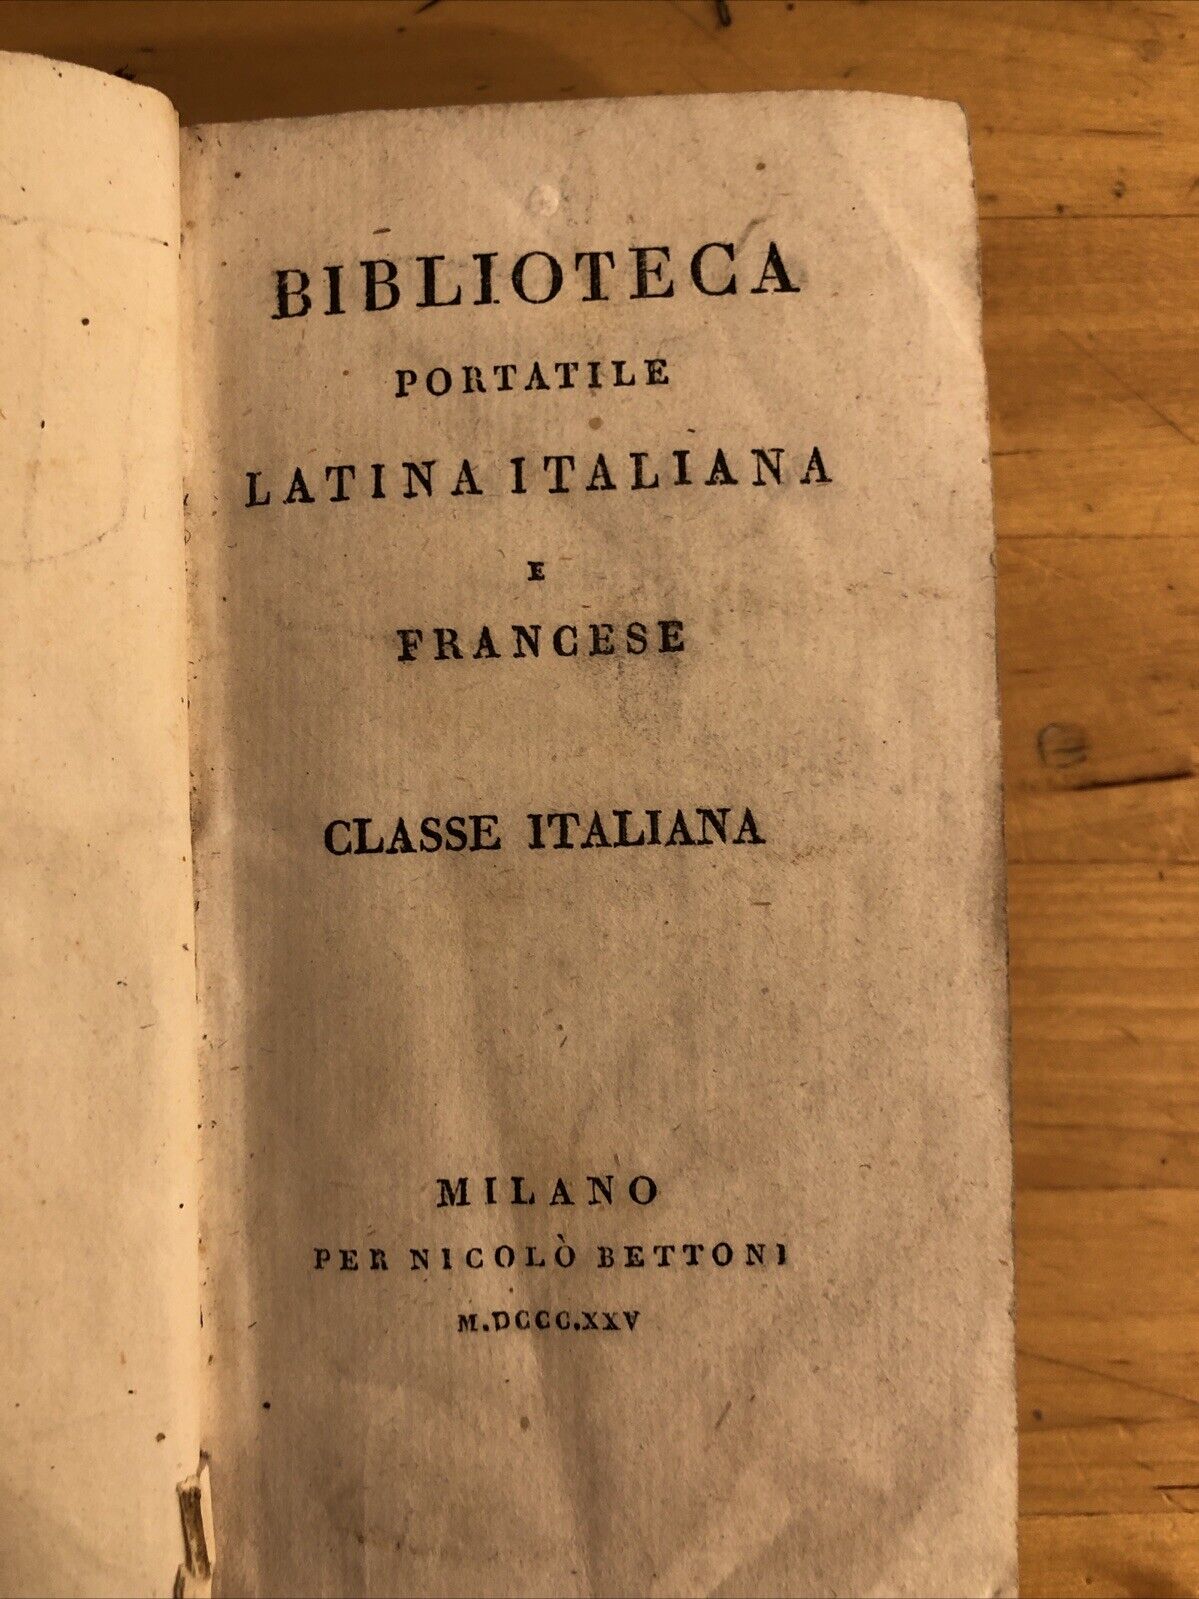 BIBLIOTECA
PORTATILE
LATINA ITALIANA
E
FRANCESE
CLASSE ITALIANA
MILANO
PER NICOLÒ BETTONI
M.DCCC.XXV